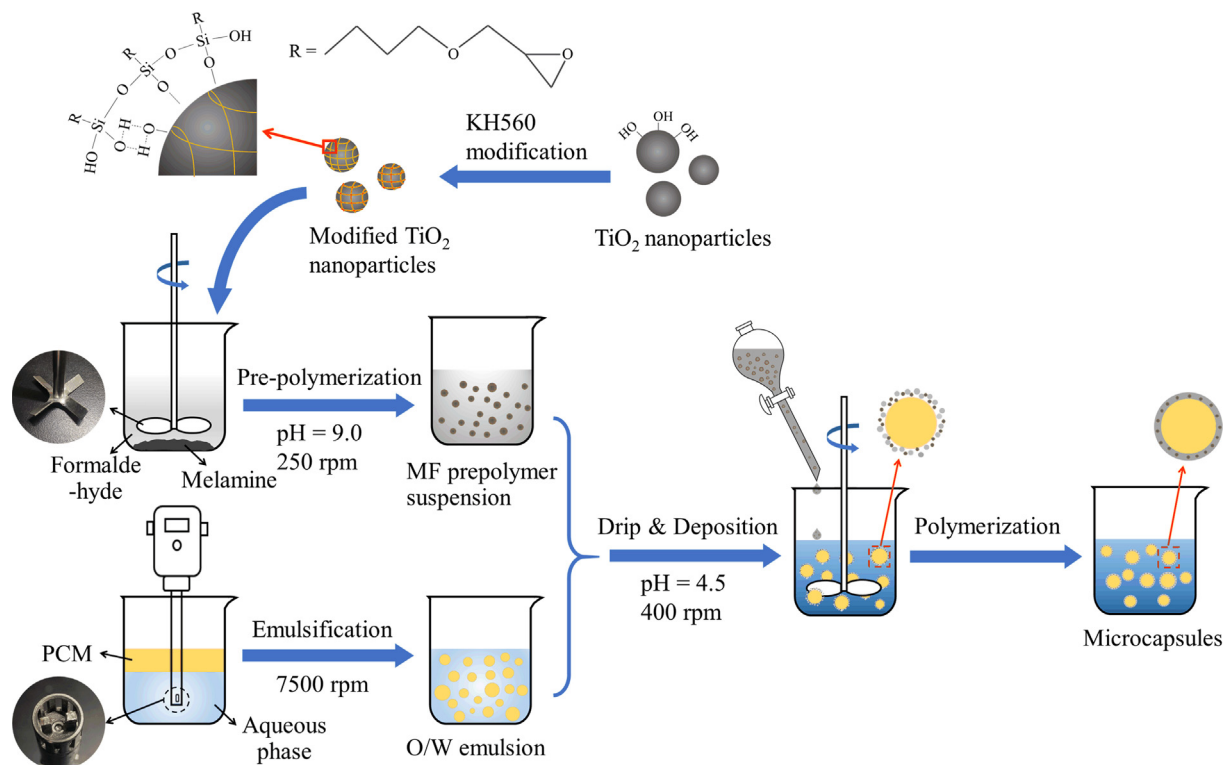 R
Si
OH
O
R
Si
O
O
O
R
Si
O
H
O
HO
O
H
R =
O
O
KH560
modification
HO
OH
OH
Modified TiO₂
nanoparticles
TiO₂ nanoparticles
Pre-polymerization
pH = 9.0
250 rpm
Formalde
-hyde
Melamine
MF prepolymer
suspension
Drip & Deposition
pH = 4.5
400 rpm
Polymerization
Microcapsules
PCM
Emulsification
7500 rpm
Aqueous
phase
O/W emulsion